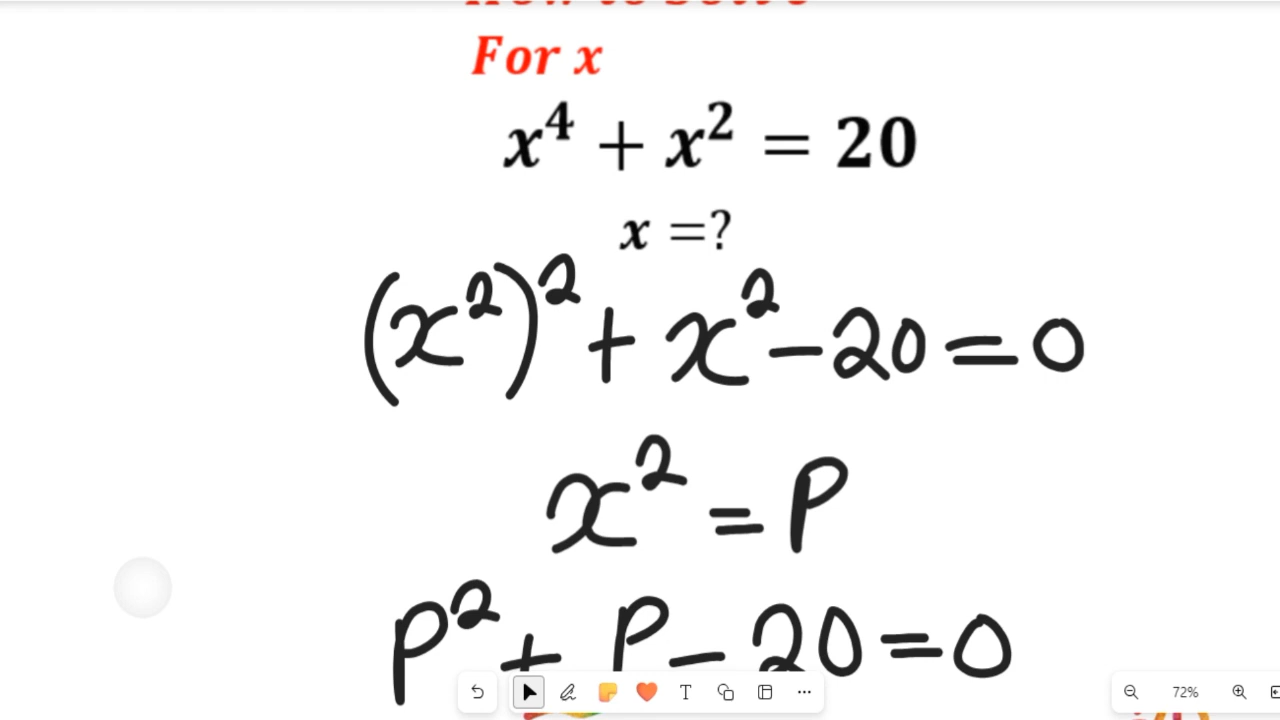 For x
x⁴ + x² = 20
x =?
(x²)² + x² - 20 = 0
x² = P
P² + P - 20 = 0
72%